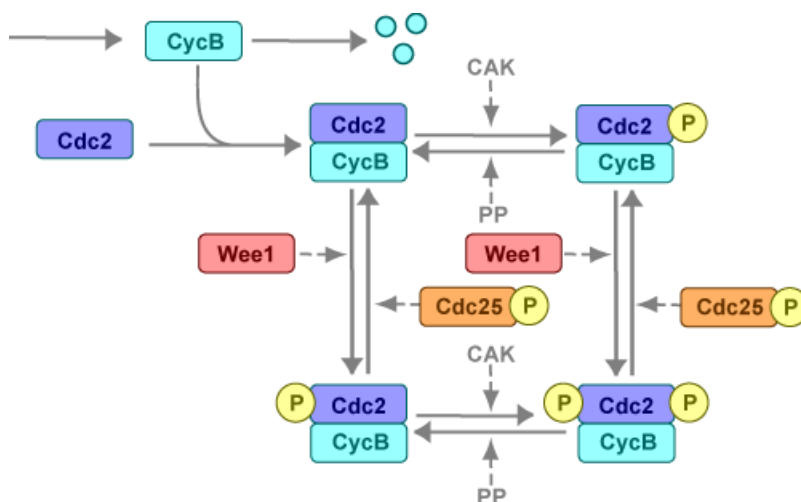 CycB
CAK
Cdc2
Cdc2
Cdc2 P
CycB
CycB
PP
Wee1
Wee1
Cdc25 P
Cdc25 P
CAK
P Cdc2
P Cdc2 P
CycB
CycB
PP